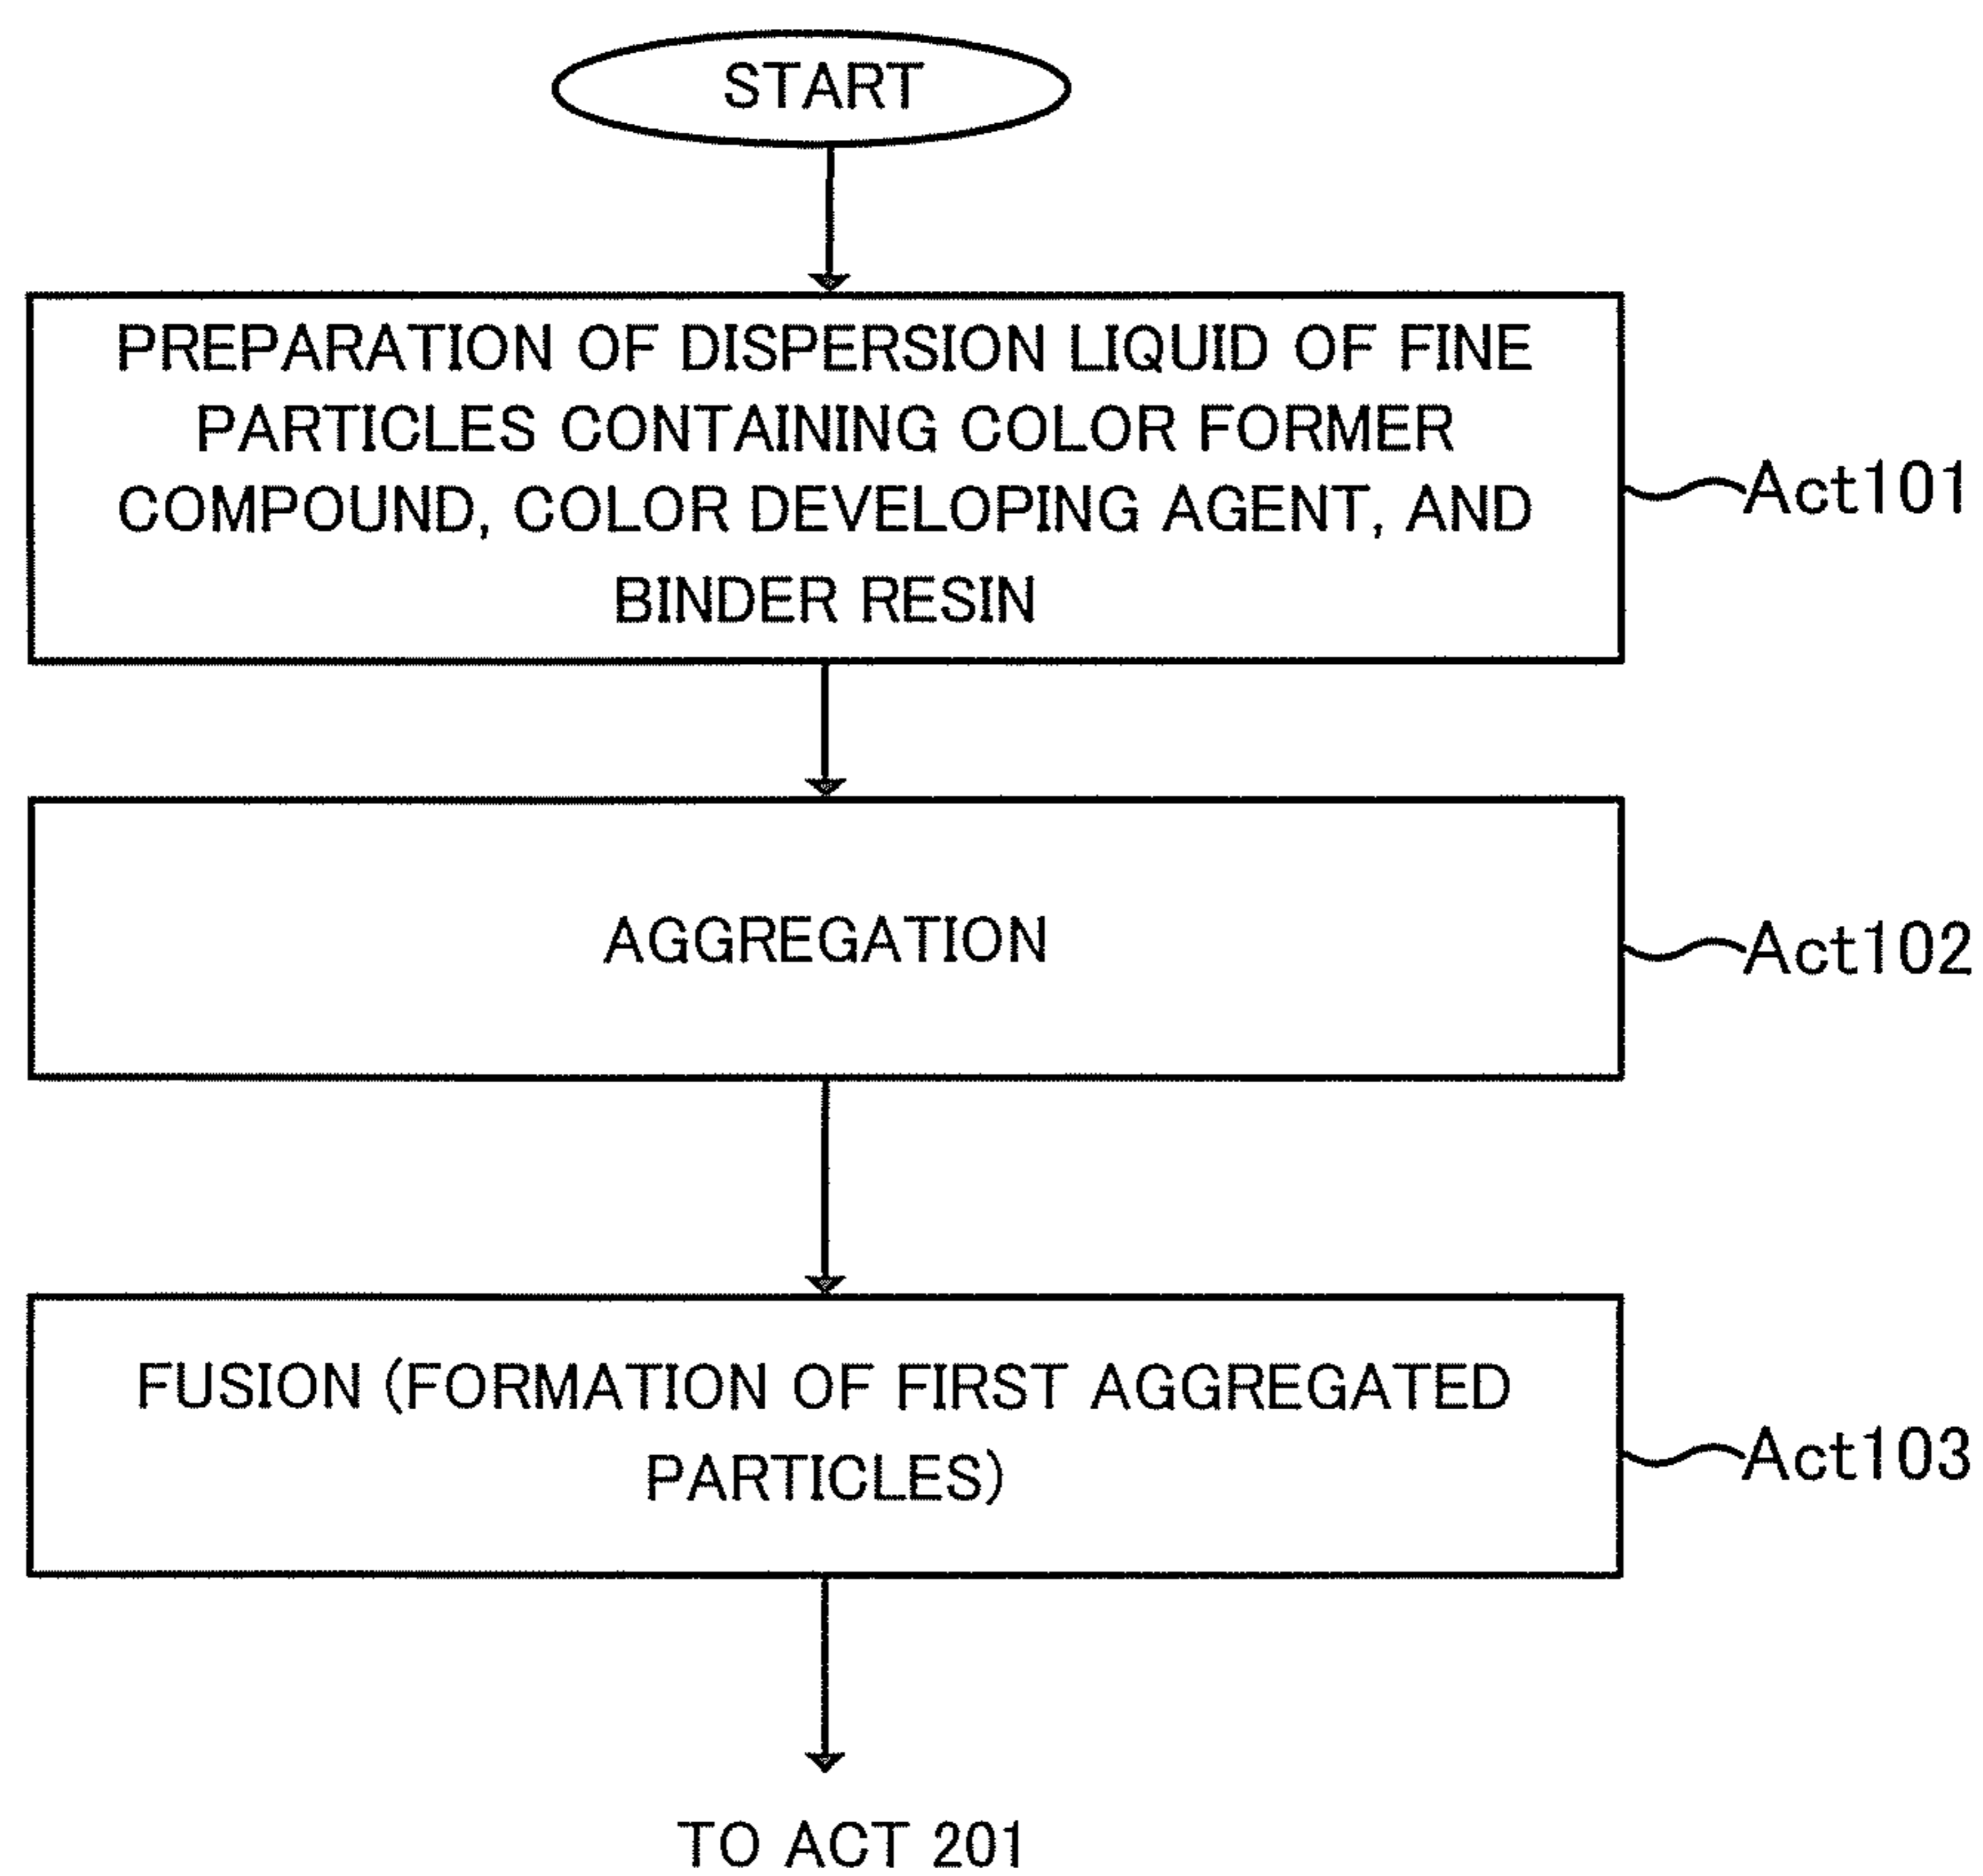 START
PREPARATION OF DISPERSION LIQUID OF FINE
PARTICLES CONTAINING COLOR FORMER
COMPOUND, COLOR DEVELOPING AGENT, AND
BINDER RESIN
Act101
AGGREGATION
Act102
FUSION (FORMATION OF FIRST AGGREGATED
PARTICLES)
Act103
TO ACT 201